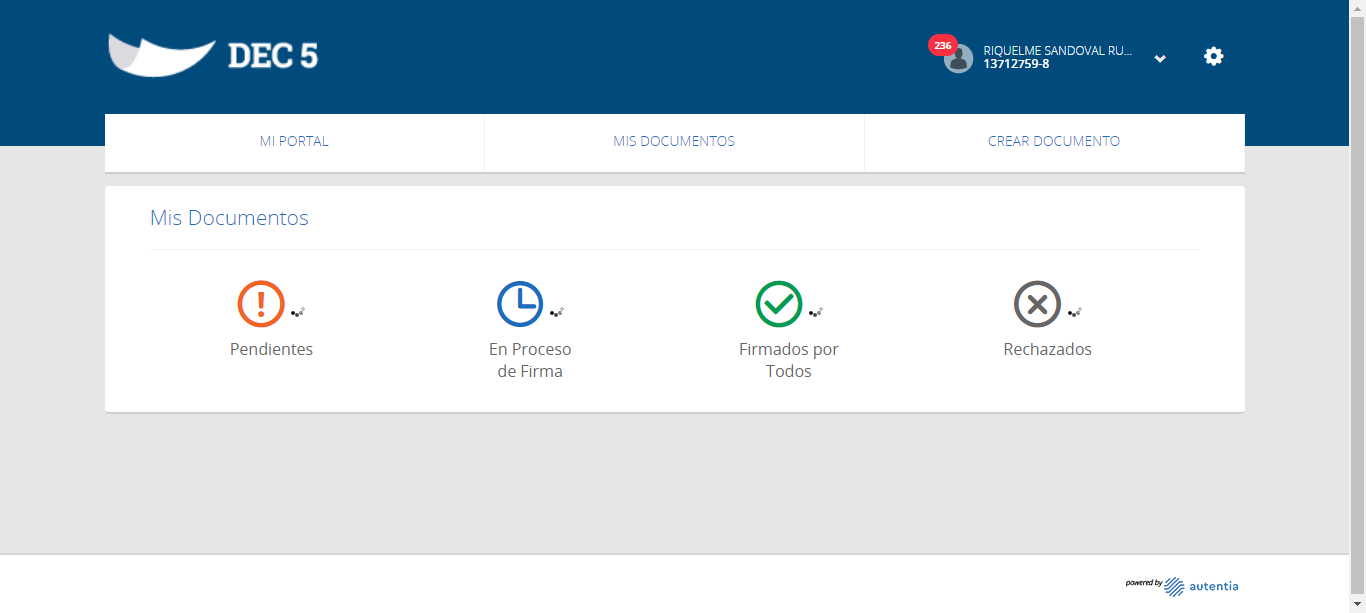 DEC 5
236
RIQUELME SANDOVAL RU...
13712759-8
MI PORTAL
MIS DOCUMENTOS
CREAR DOCUMENTO
Mis Documentos
Pendientes
En Proceso
de Firma
Firmados por
Todos
Rechazados
powered by autentia